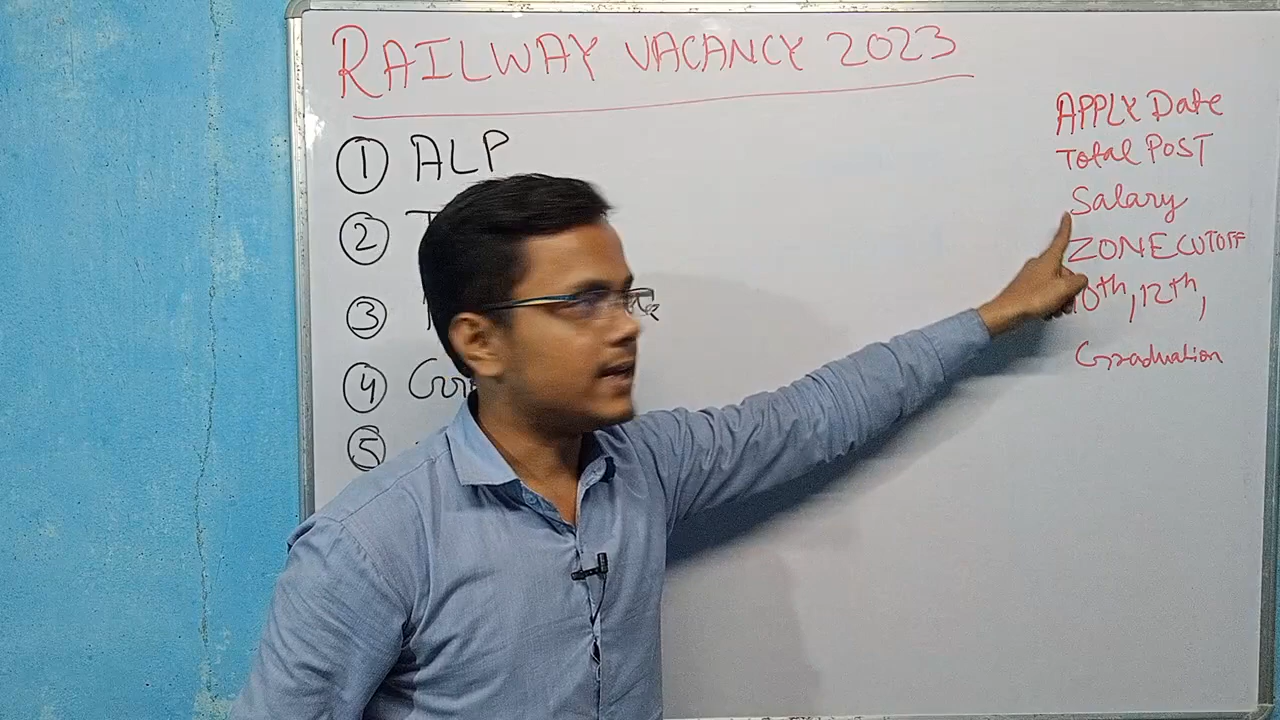 RAILWAY VACANCY 2023
① ALP
②
③
④
⑤
APPLY Date
Total POST
Salary
ZONE CUTOFF
10th, 12th,
Graduation